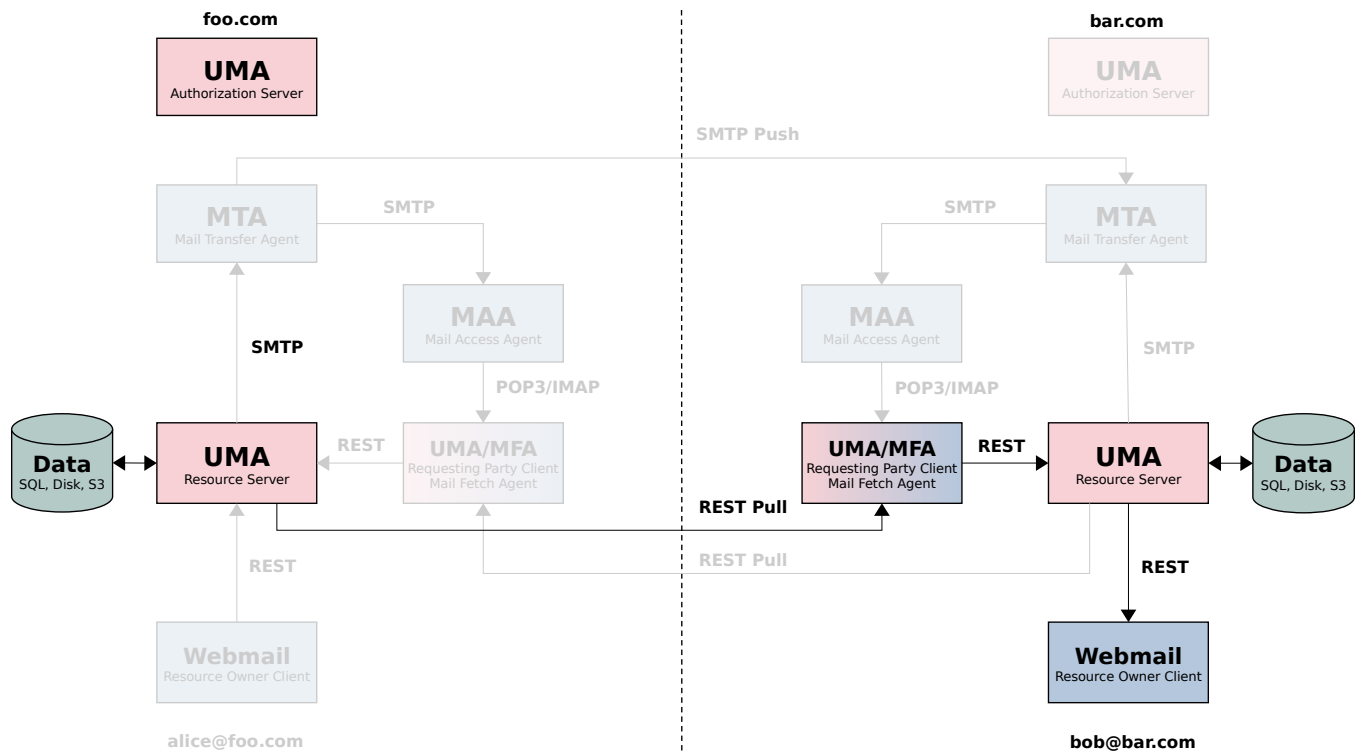 foo.com
bar.com
UMA
Authorization Server
UMA
Authorization Server
SMTP Push
MTA
Mail Transfer Agent
SMTP
SMTP
MTA
Mail Transfer Agent
MAA
Mail Access Agent
MAA
Mail Access Agent
SMTP
SMTP
POP3/IMAP
POP3/IMAP
Data
SQL, Disk, S3
UMA
Resource Server
REST
UMA/MFA
Requesting Party Client
Mail Fetch Agent
UMA/MFA
Requesting Party Client
Mail Fetch Agent
REST
UMA
Resource Server
Data
SQL, Disk, S3
REST Pull
REST Pull
REST
REST
Webmail
Resource Owner Client
Webmail
Resource Owner Client
alice@foo.com
bob@bar.com